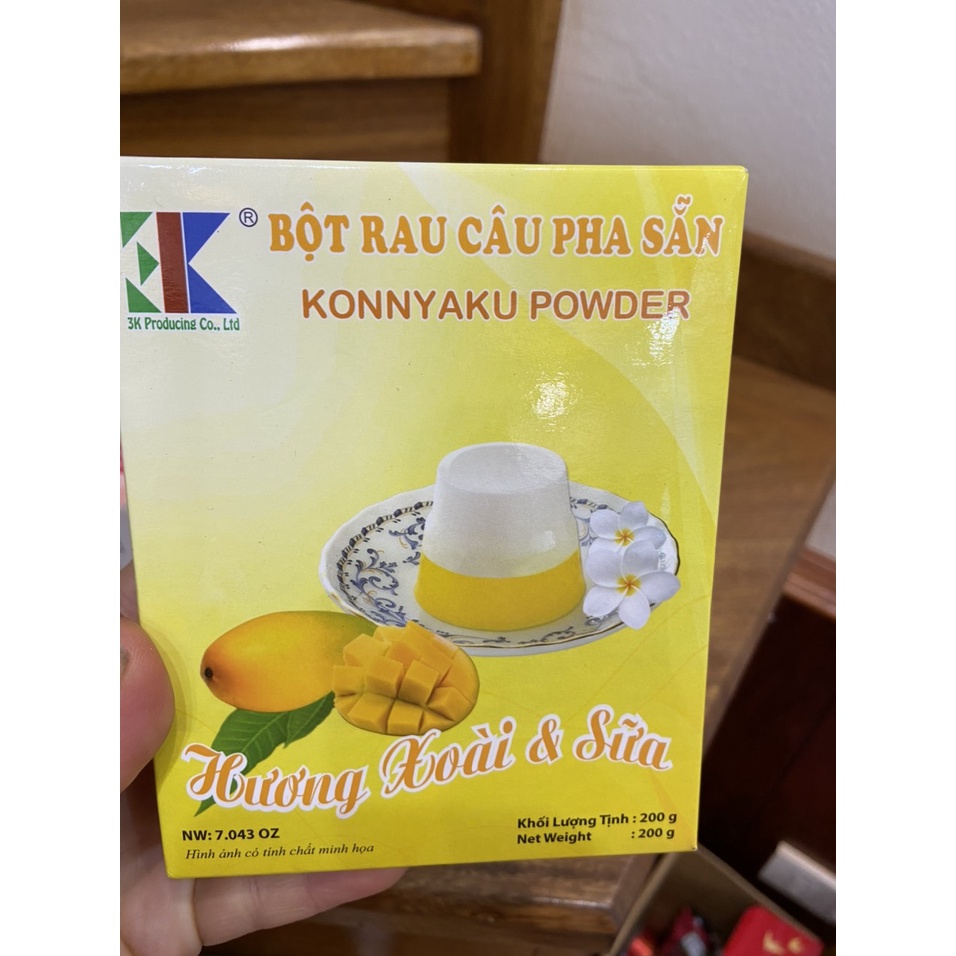 ®
BỘT RAU CÂU PHA SẴN
KONNYAKU POWDER
3K Producing Co., Ltd
Hương Xoài & Sữa
NW: 7.043 OZ
Hình ảnh có tính chất minh họa
Khối Lượng Tịnh : 200 g
Net Weight : 200 g